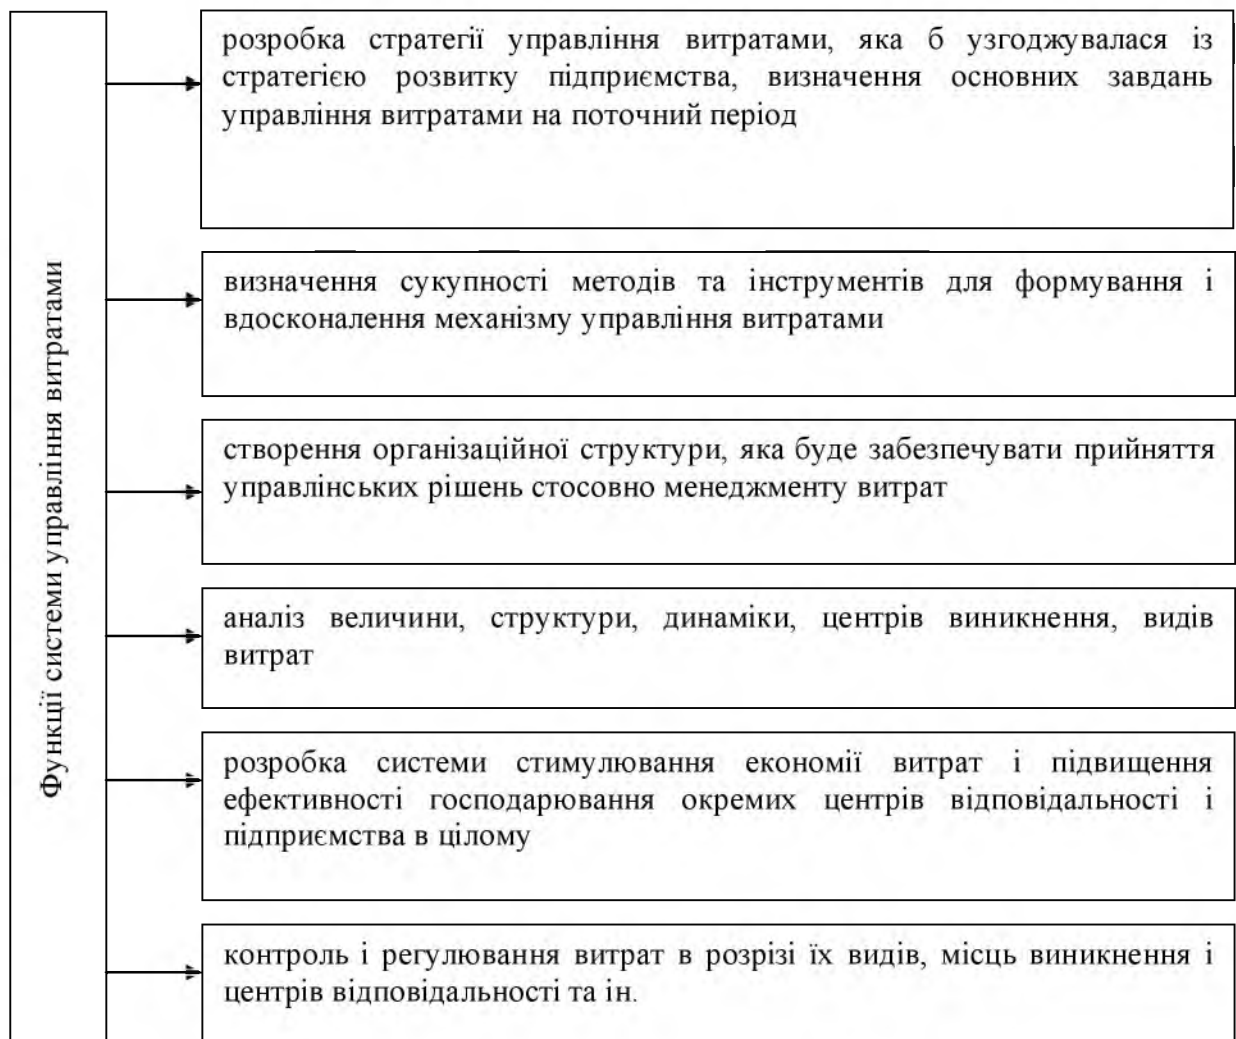 Функції системи управління витратами
розробка стратегії управління витратами, яка б узгоджувалася із
стратегією розвитку підприємства, визначення основних завдань
управління витратами на поточний період
визначення сукупності методів та інструментів для формування і
вдосконалення механізму управління витратами
створення організаційної структури, яка буде забезпечувати прийняття
управлінських рішень стосовно менеджменту витрат
аналіз величини, структури, динаміки, центрів виникнення, видів
витрат
розробка системи стимулювання економії витрат і підвищення
ефективності господарювання окремих центрів відповідальності і
підприємства в цілому
контроль і регулювання витрат в розрізі їх видів, місць виникнення і
центрів відповідальності та ін.